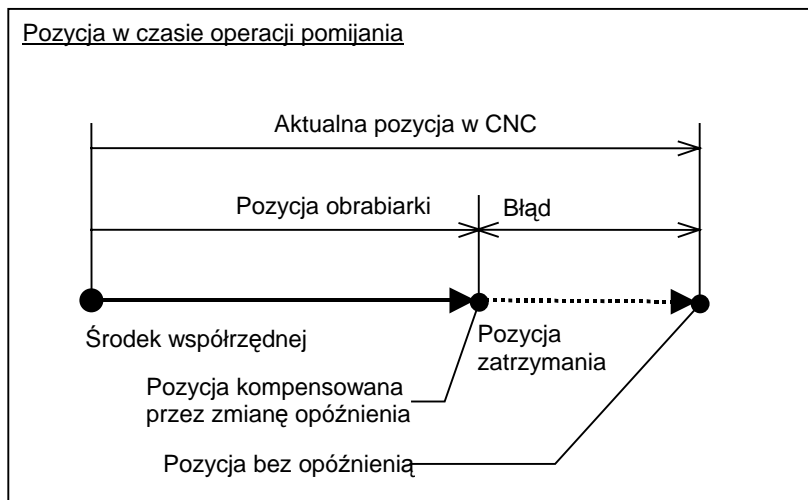 Pozycja w czasie operacji pomijania
Aktualna pozycja w CNC
Pozycja obrabiarki
Błąd
Środek współrzędnej
Pozycja
zatrzymania
Pozycja kompensowana
przez zmianę opóźnienia
Pozycja bez opóźnienią